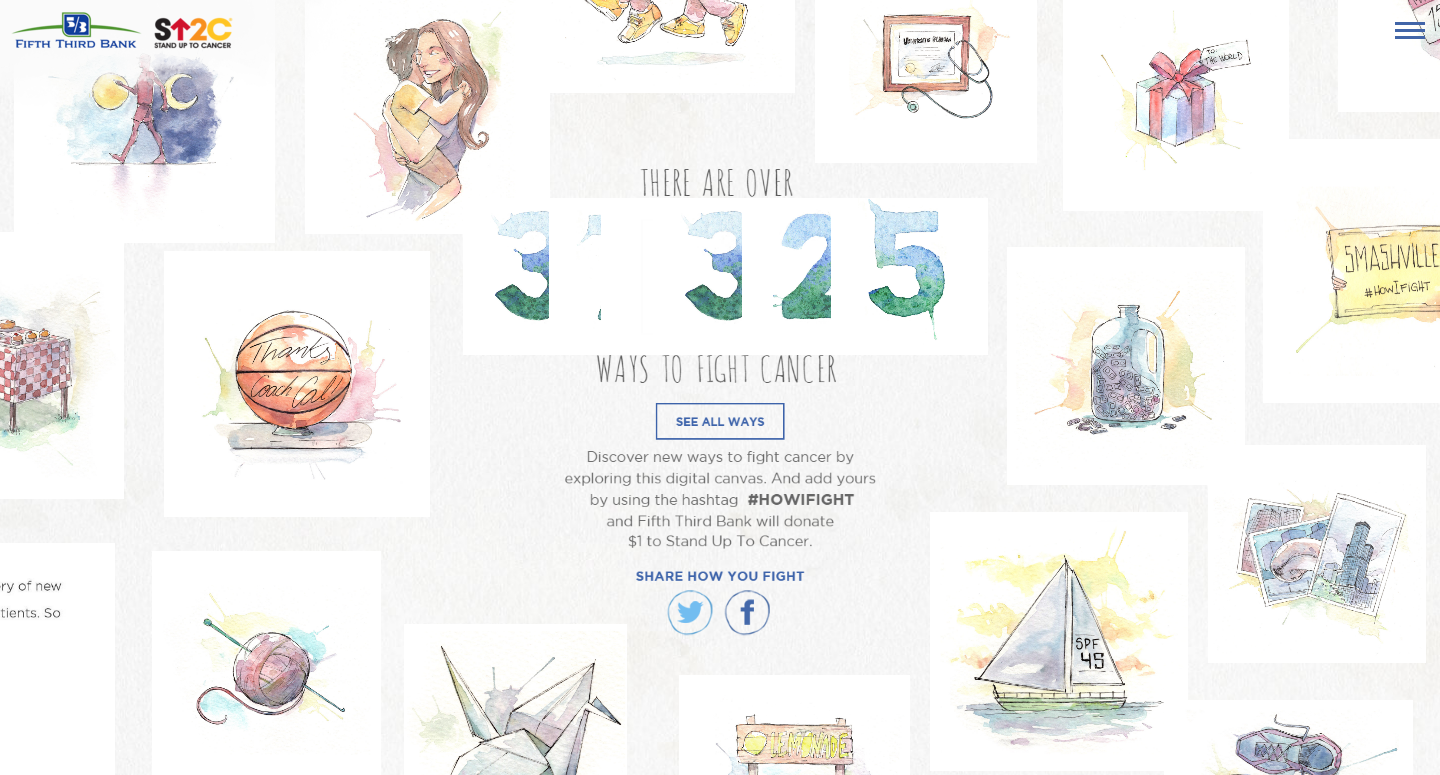 5/3
FIFTH THIRD BANK
STAND UP TO CANCER
TO:
THE WORLD
THERE ARE OVER
325
WAYS TO FIGHT CANCER
SEE ALL WAYS
Discover new ways to fight cancer by
exploring this digital canvas. And add yours
by using the hashtag #HOWIFIGHT
and Fifth Third Bank will donate
$1 to Stand Up To Cancer.
SHARE HOW YOU FIGHT
Thanks
Coach Cal!
SMASHVILLE
#HOWIFIGHT
ry of new
tients. So
SPF
45
LEMONADE